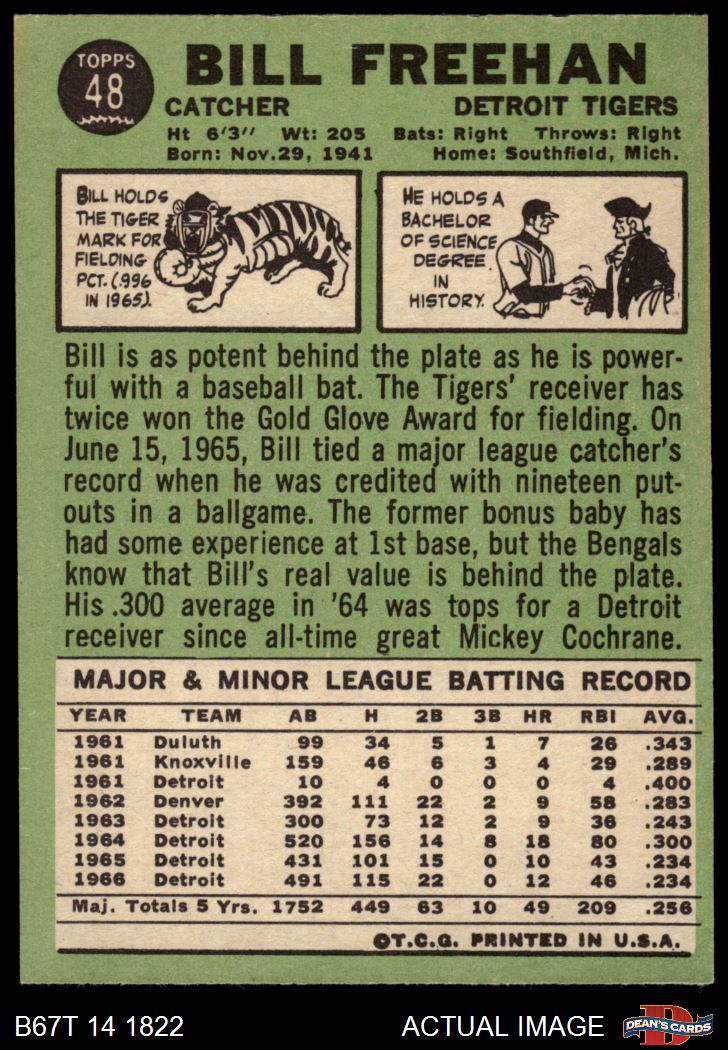 TOPPS
48
BILL FREEHAN
CATCHER DETROIT TIGERS
Ht 6'3" Wt: 205 Bats: Right Throws: Right
Born: Nov. 29, 1941 Home: Southfield, Mich.
BILL HOLDS
THE TIGER
MARK FOR
FIELDING
PCT. (.996
IN 1965).
HE HOLDS A
BACHELOR
OF SCIENCE
DEGREE
IN
HISTORY.
Bill is as potent behind the plate as he is power-
ful with a baseball bat. The Tigers' receiver has
twice won the Gold Glove Award for fielding. On
June 15, 1965, Bill tied a major league catcher's
record when he was credited with nineteen put-
outs in a ballgame. The former bonus baby has
had some experience at 1st base, but the Bengals
know that Bill's real value is behind the plate.
His .300 average in '64 was tops for a Detroit
receiver since all-time great Mickey Cochrane.
MAJOR & MINOR LEAGUE BATTING RECORD
YEAR TEAM AB H 2B 3B HR RBI AVG.
1961 Duluth 99 34 5 1 7 26 .343
1961 Knoxville 159 46 6 3 4 29 .289
1961 Detroit 10 4 0 0 0 4 .400
1962 Denver 392 111 22 2 9 58 .283
1963 Detroit 300 73 12 2 9 36 .243
1964 Detroit 520 156 14 8 18 80 .300
1965 Detroit 431 101 15 0 10 43 .234
1966 Detroit 491 115 22 0 12 46 .234
Maj. Totals 5 Yrs. 1752 449 63 10 49 209 .256
©T.C.G. PRINTED IN U.S.A.
B67T 14 1822 ACTUAL IMAGE
D
DEAN'S CARDS